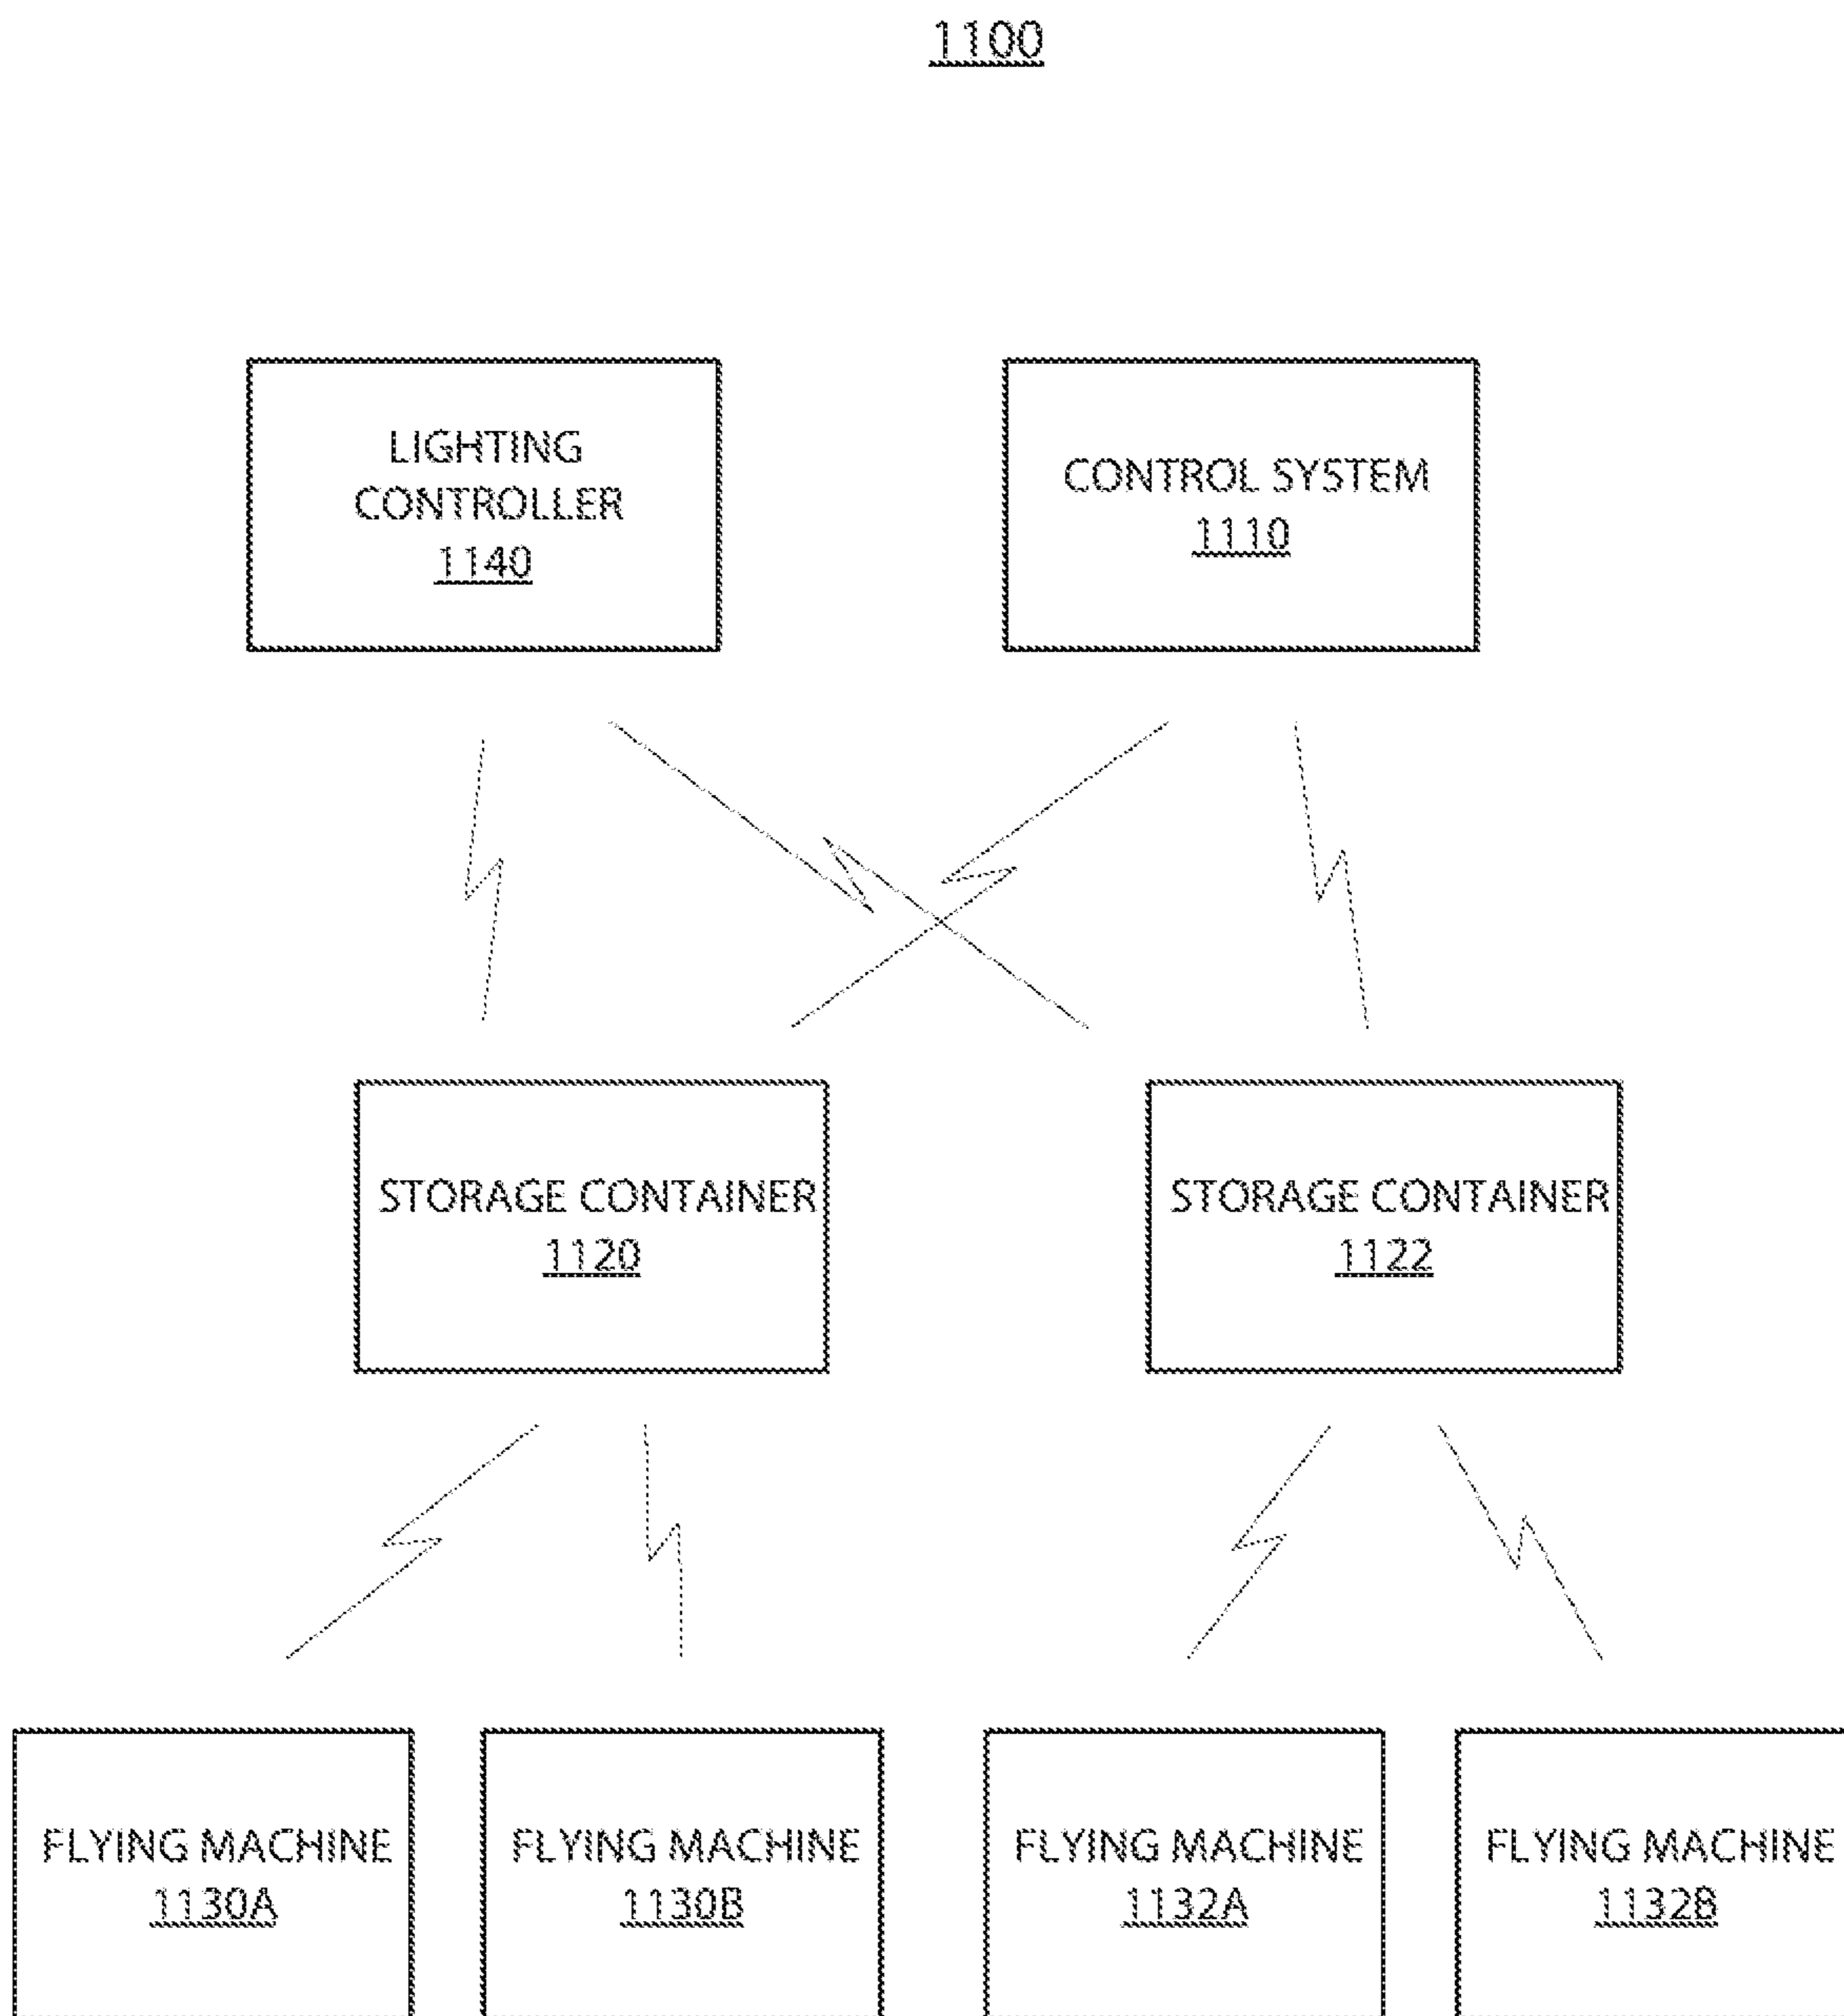 1100
LIGHTING
CONTROLLER
1140
CONTROL SYSTEM
1110
STORAGE CONTAINER
1120
STORAGE CONTAINER
1122
FLYING MACHINE
1130A
FLYING MACHINE
1130B
FLYING MACHINE
1132A
FLYING MACHINE
1132B